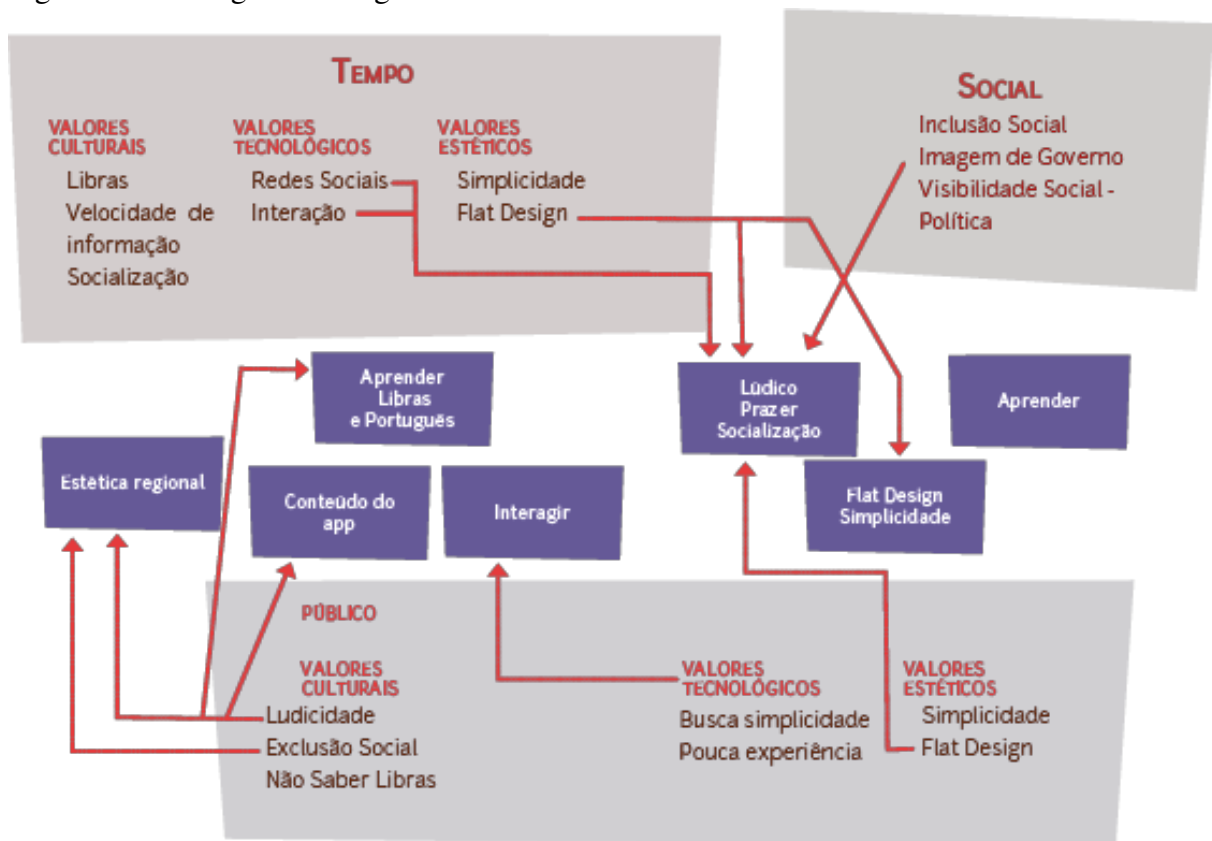 TEMPO
VALORES
CULTURAIS
Libras
Velocidade de
informação
Socialização
VALORES
TECNOLÓGICOS
Redes Sociais
Interação
VALORES
ESTÉTICOS
Simplicidade
Flat Design
SOCIAL
Inclusão Social
Imagem de Governo
Visibilidade Social -
Política
Aprender
Libras
e Português
Lúdico
Prazer
Socialização
Aprender
Estética regional
Conteúdo do
app
Interagir
Flat Design
Simplicidade
PÚBLICO
VALORES
CULTURAIS
Ludicidade
Exclusão Social
Não Saber Libras
VALORES
TECNOLÓGICOS
Busca simplicidade
Pouca experiência
VALORES
ESTÉTICOS
Simplicidade
Flat Design